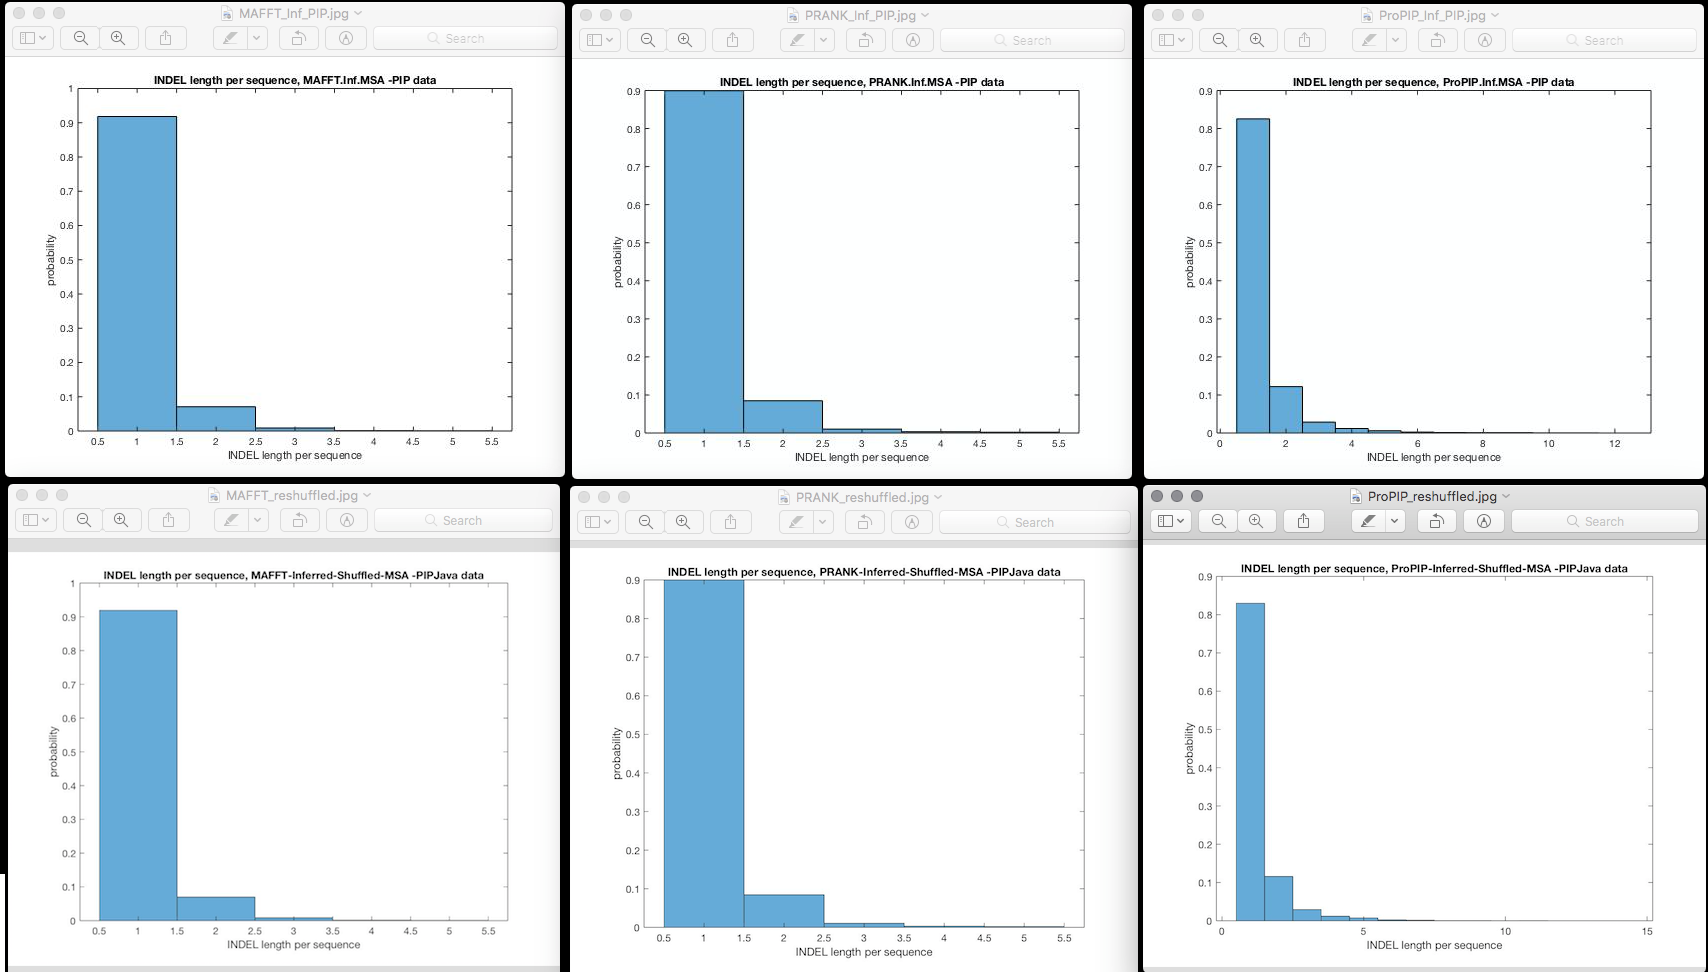 MAFFT_Inf_PIP.jpg
Search
INDEL length per sequence, MAFFT.Inf.MSA -PIP data
1
0.9
0.8
0.7
0.6
0.5
0.4
0.3
0.2
0.1
0
probability
0.5 1 1.5 2 2.5 3 3.5 4 4.5 5 5.5
INDEL length per sequence
PRANK_Inf_PIP.jpg
Search
INDEL length per sequence, PRANK.Inf.MSA -PIP data
0.9
0.8
0.7
0.6
0.5
0.4
0.3
0.2
0.1
0
probability
0.5 1 1.5 2 2.5 3 3.5 4 4.5 5 5.5
INDEL length per sequence
ProPIP_Inf_PIP.jpg
Search
INDEL length per sequence, ProPIP.Inf.MSA -PIP data
0.9
0.8
0.7
0.6
0.5
0.4
0.3
0.2
0.1
0
probability
0 2 4 6 8 10 12
INDEL length per sequence
MAFFT_reshuffled.jpg
Search
INDEL length per sequence, MAFFT-Inferred-Shuffled-MSA -PIPJava data
1
0.9
0.8
0.7
0.6
0.5
0.4
0.3
0.2
0.1
0
probability
0.5 1 1.5 2 2.5 3 3.5 4 4.5 5 5.5
INDEL length per sequence
PRANK_reshuffled.jpg
Search
INDEL length per sequence, PRANK-Inferred-Shuffled-MSA -PIPJava data
0.9
0.8
0.7
0.6
0.5
0.4
0.3
0.2
0.1
0
probability
0.5 1 1.5 2 2.5 3 3.5 4 4.5 5 5.5
INDEL length per sequence
ProPIP_reshuffled.jpg
Search
INDEL length per sequence, ProPIP-Inferred-Shuffled-MSA -PIPJava data
0.9
0.8
0.7
0.6
0.5
0.4
0.3
0.2
0.1
0
probability
0 5 10 15
INDEL length per sequence